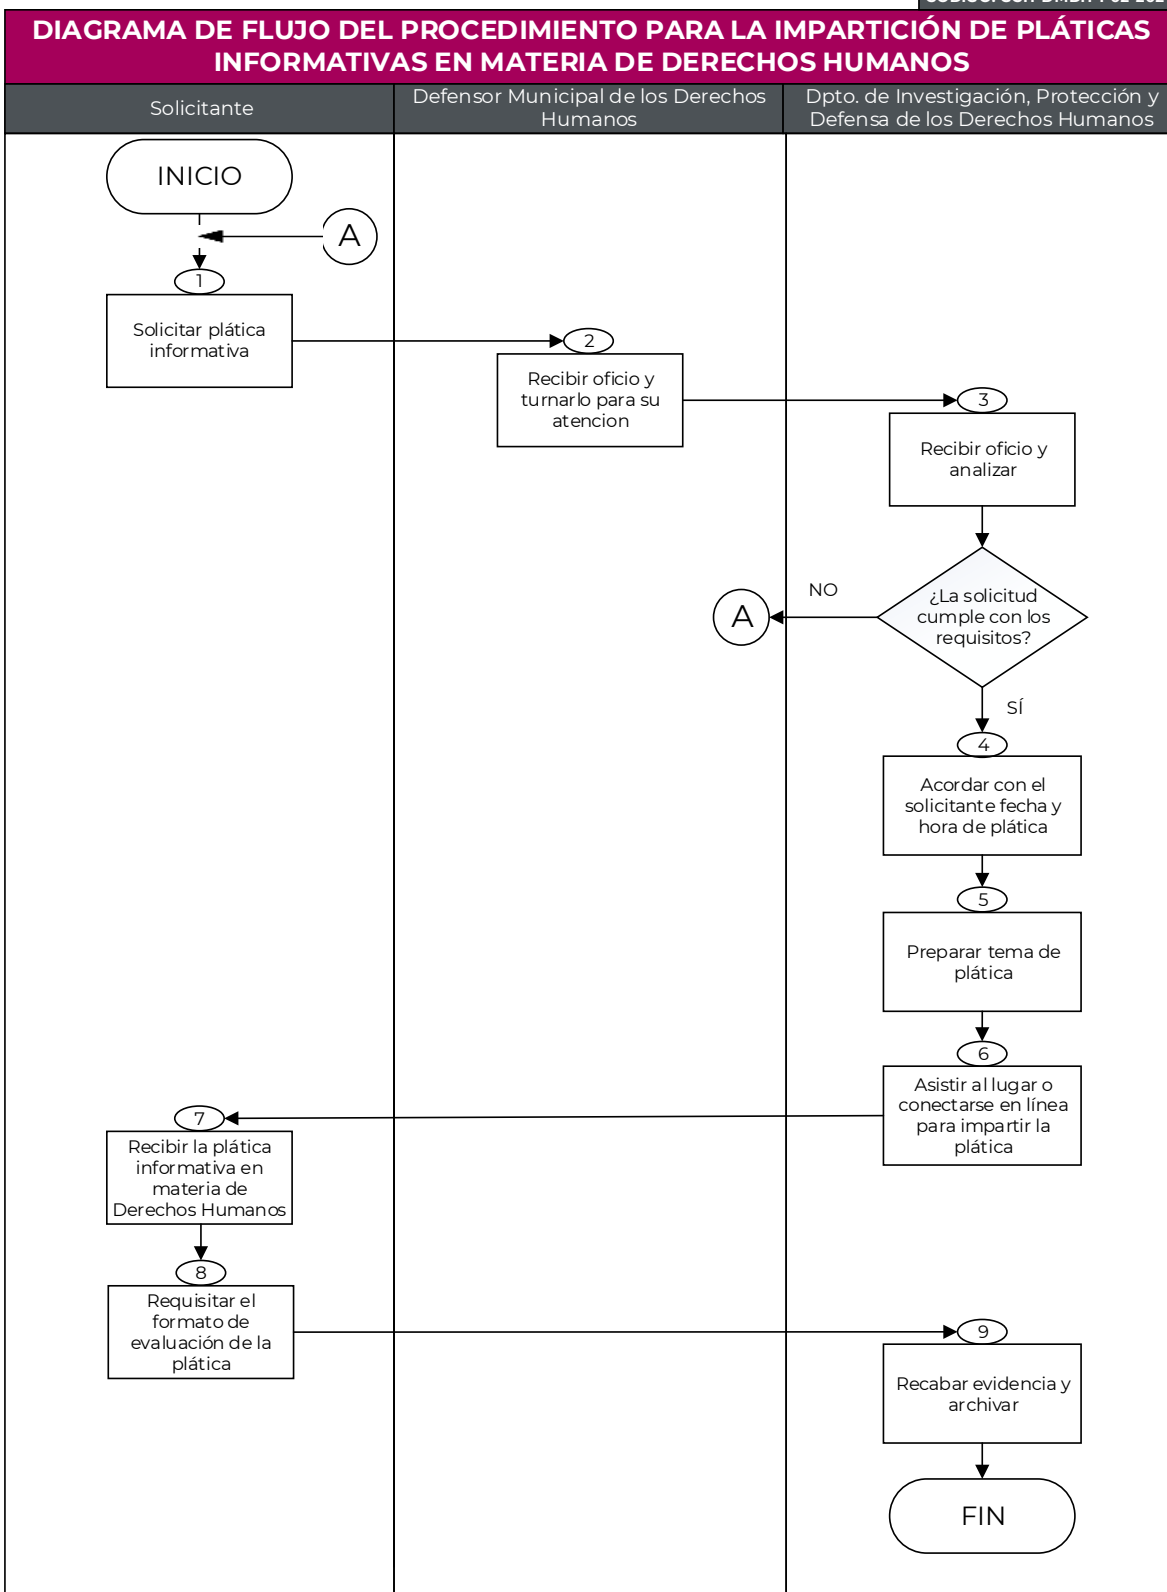 DIAGRAMA DE FLUJO DEL PROCEDIMIENTO PARA LA IMPARTICIÓN DE PLÁTICAS
INFORMATIVAS EN MATERIA DE DERECHOS HUMANOS
Solicitante
Defensor Municipal de los Derechos
Humanos
Dpto. de Investigación, Protección y
Defensa de los Derechos Humanos
INICIO
A
1
Solicitar plática
informativa
2
Recibir oficio y
turnarlo para su
atencion
3
Recibir oficio y
analizar
¿La solicitud
cumple con los
requisitos?
NO
A
SÍ
4
Acordar con el
solicitante fecha y
hora de plática
5
Preparar tema de
plática
6
Asistir al lugar o
conectarse en línea
para impartir la
plática
7
Recibir la plática
informativa en
materia de
Derechos Humanos
8
Requisitar el
formato de
evaluación de la
plática
9
Recabar evidencia y
archivar
FIN